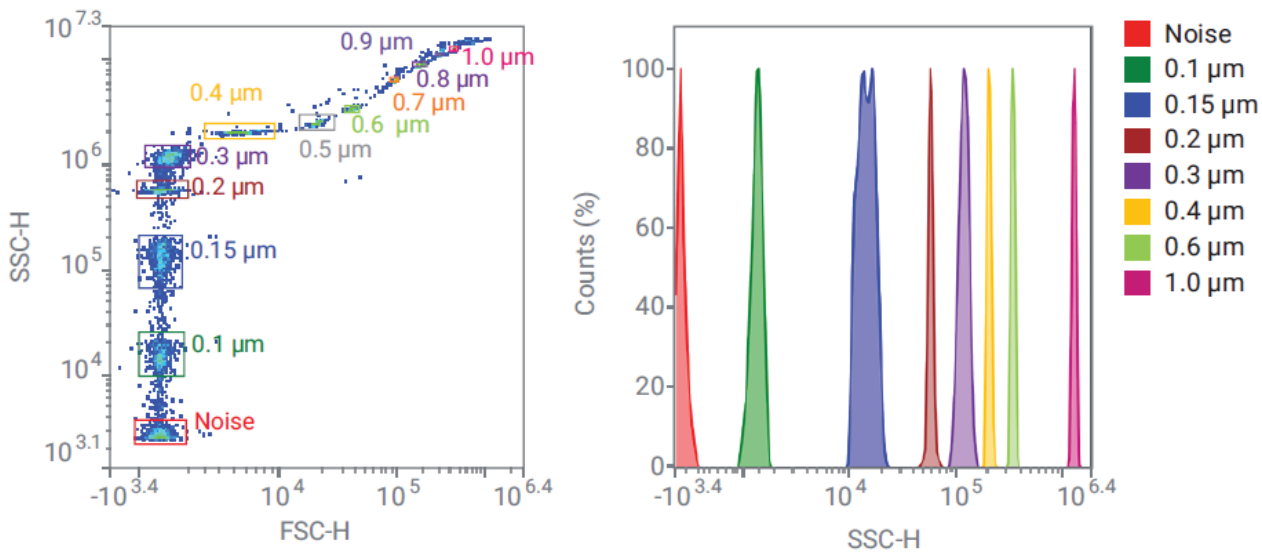 10^7.3
10^6
10^5
10^4
10^3.1
SSC-H
-10^3.4
10^4
10^5
10^6.4
FSC-H
0.9 µm
1.0 µm
0.8 µm
0.7 µm
0.4 µm
0.6 µm
0.5 µm
0.3 µm
0.2 µm
0.15 µm
0.1 µm
Noise
100
80
60
40
20
0
Counts (%)
-10^3.4
10^4
10^5
10^6.4
SSC-H
Noise
0.1 µm
0.15 µm
0.2 µm
0.3 µm
0.4 µm
0.6 µm
1.0 µm